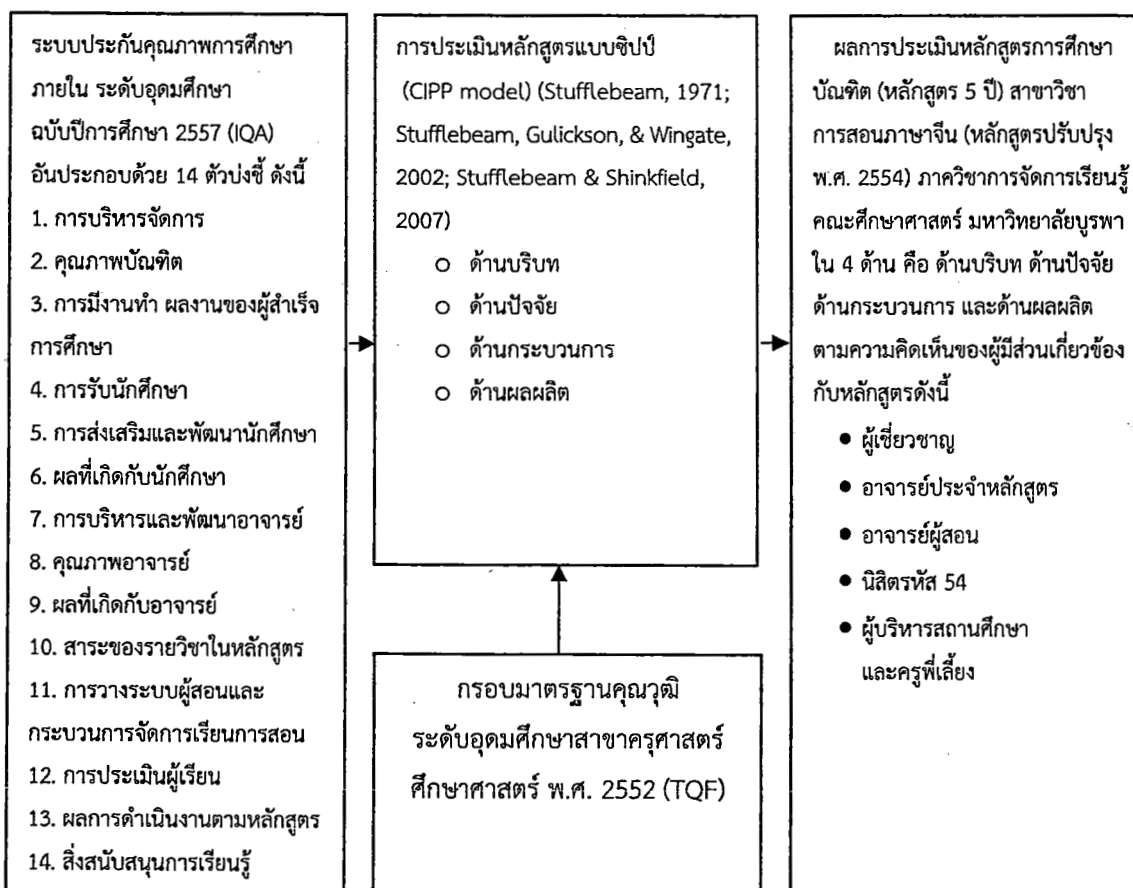 ระบบประกันคุณภาพการศึกษา
ภายใน ระดับอุดมศึกษา
ฉบับปีการศึกษา 2557 (IQA)
อันประกอบด้วย 14 ตัวบ่งชี้ ดังนี้
1. การบริหารจัดการ
2. คุณภาพบัณฑิต
3. การมีงานทำ ผลงานของผู้สำเร็จ
การศึกษา
4. การรับนักศึกษา
5. การส่งเสริมและพัฒนานักศึกษา
6. ผลที่เกิดกับนักศึกษา
7. การบริหารและพัฒนาอาจารย์
8. คุณภาพอาจารย์
9. ผลที่เกิดกับอาจารย์
10. สาระของรายวิชาในหลักสูตร
11. การวางระบบผู้สอนและ
กระบวนการจัดการเรียนการสอน
12. การประเมินผู้เรียน
13. ผลการดำเนินงานตามหลักสูตร
14. สิ่งสนับสนุนการเรียนรู้
การประเมินหลักสูตรแบบซิปป์
(CIPP model) (Stufflebeam, 1971;
Stufflebeam, Gulickson, & Wingate,
2002; Stufflebeam & Shinkfield,
2007)
○ ด้านบริบท
○ ด้านปัจจัย
○ ด้านกระบวนการ
○ ด้านผลผลิต
กรอบมาตรฐานคุณวุฒิ
ระดับอุดมศึกษาสาขาครุศาสตร์
ศึกษาศาสตร์ พ.ศ. 2552 (TQF)
ผลการประเมินหลักสูตรการศึกษา
บัณฑิต (หลักสูตร 5 ปี) สาขาวิชา
การสอนภาษาจีน (หลักสูตรปรับปรุง
พ.ศ. 2554) ภาควิชาการจัดการเรียนรู้
คณะศึกษาศาสตร์ มหาวิทยาลัยบูรพา
ใน 4 ด้าน คือ ด้านบริบท ด้านปัจจัย
ด้านกระบวนการ และด้านผลผลิต
ตามความคิดเห็นของผู้มีส่วนเกี่ยวข้อง
กับหลักสูตรดังนี้
● ผู้เชี่ยวชาญ
● อาจารย์ประจำหลักสูตร
● อาจารย์ผู้สอน
● นิสิตรหัส 54
● ผู้บริหารสถานศึกษา
และครูพี่เลี้ยง